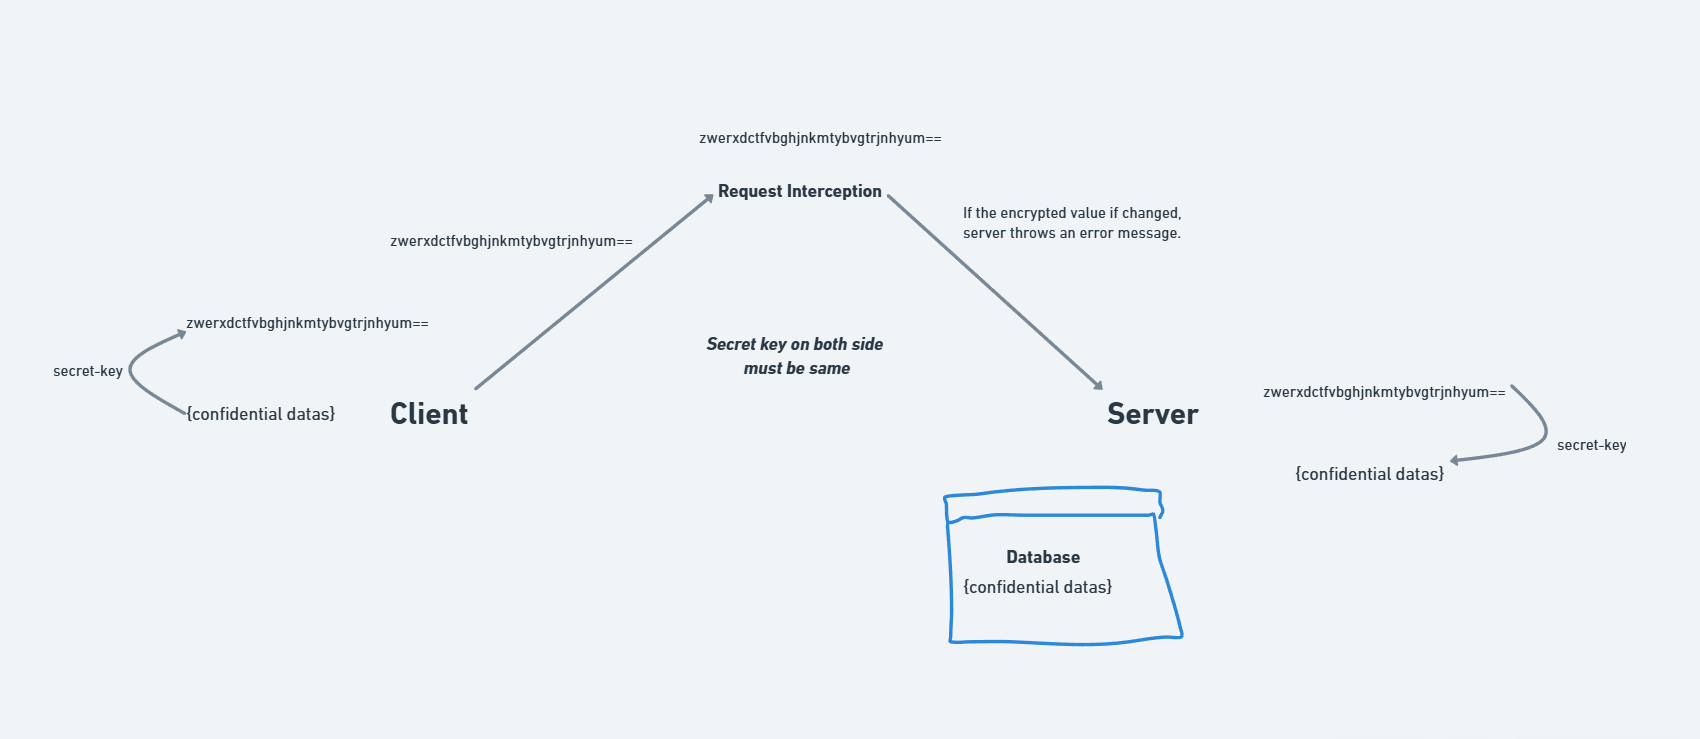 zwerxdctfvbghjnkmtybvgtrjnhyum==
Request Interception
If the encrypted value if changed,
server throws an error message.
zwerxdctfvbghjnkmtybvgtrjnhyum==
zwerxdctfvbghjnkmtybvgtrjnhyum==
Secret key on both side
must be same
secret-key
{confidential datas}
Client
Server
zwerxdctfvbghjnkmtybvgtrjnhyum==
secret-key
{confidential datas}
Database
{confidential datas}